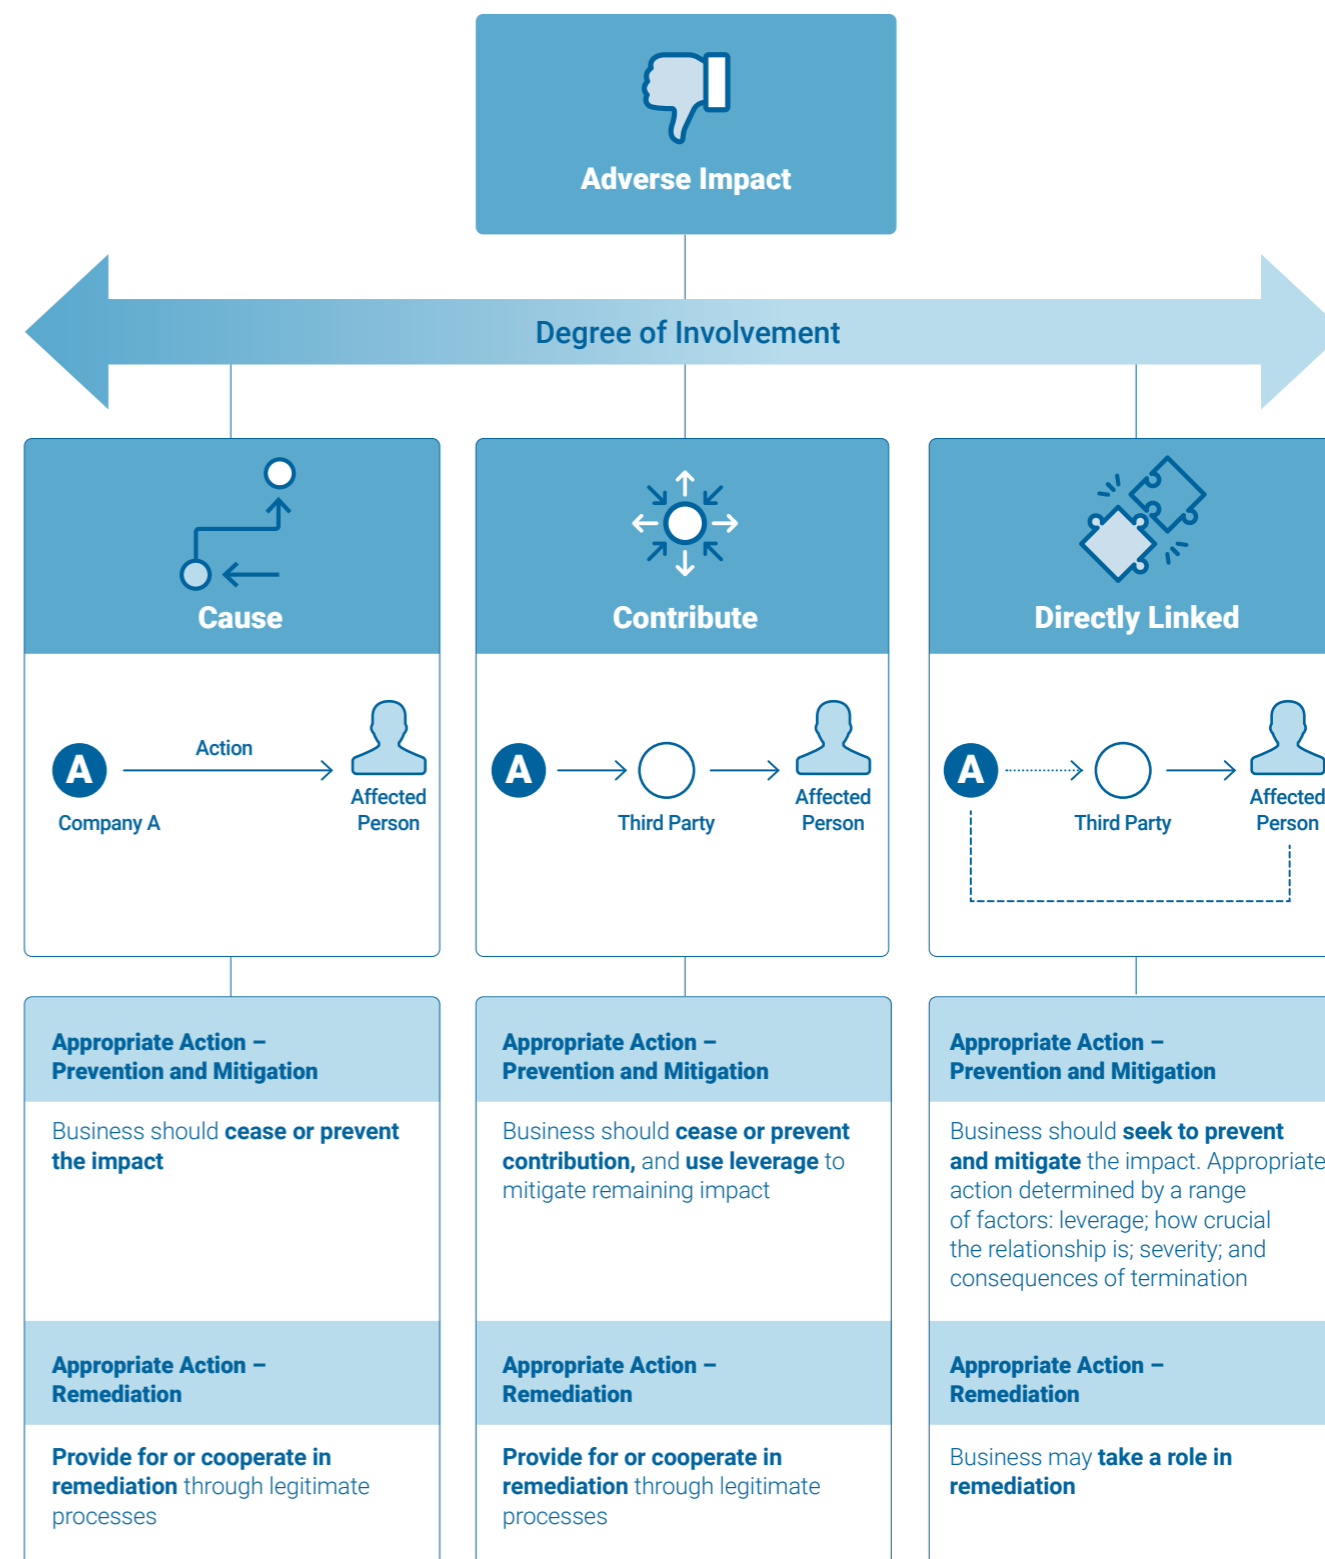 Adverse Impact
Degree of Involvement
Cause
A
Action
Company A
Affected
Person
Appropriate Action –
Prevention and Mitigation
Business should cease or prevent
the impact
Appropriate Action –
Remediation
Provide for or cooperate in
remediation through legitimate
processes
Contribute
A
Third Party
Affected
Person
Appropriate Action –
Prevention and Mitigation
Business should cease or prevent
contribution, and use leverage to
mitigate remaining impact
Appropriate Action –
Remediation
Provide for or cooperate in
remediation through legitimate
processes
Directly Linked
A
Third Party
Affected
Person
Appropriate Action –
Prevention and Mitigation
Business should seek to prevent
and mitigate the impact. Appropriate
action determined by a range
of factors: leverage; how crucial
the relationship is; severity; and
consequences of termination
Appropriate Action –
Remediation
Business may take a role in
remediation